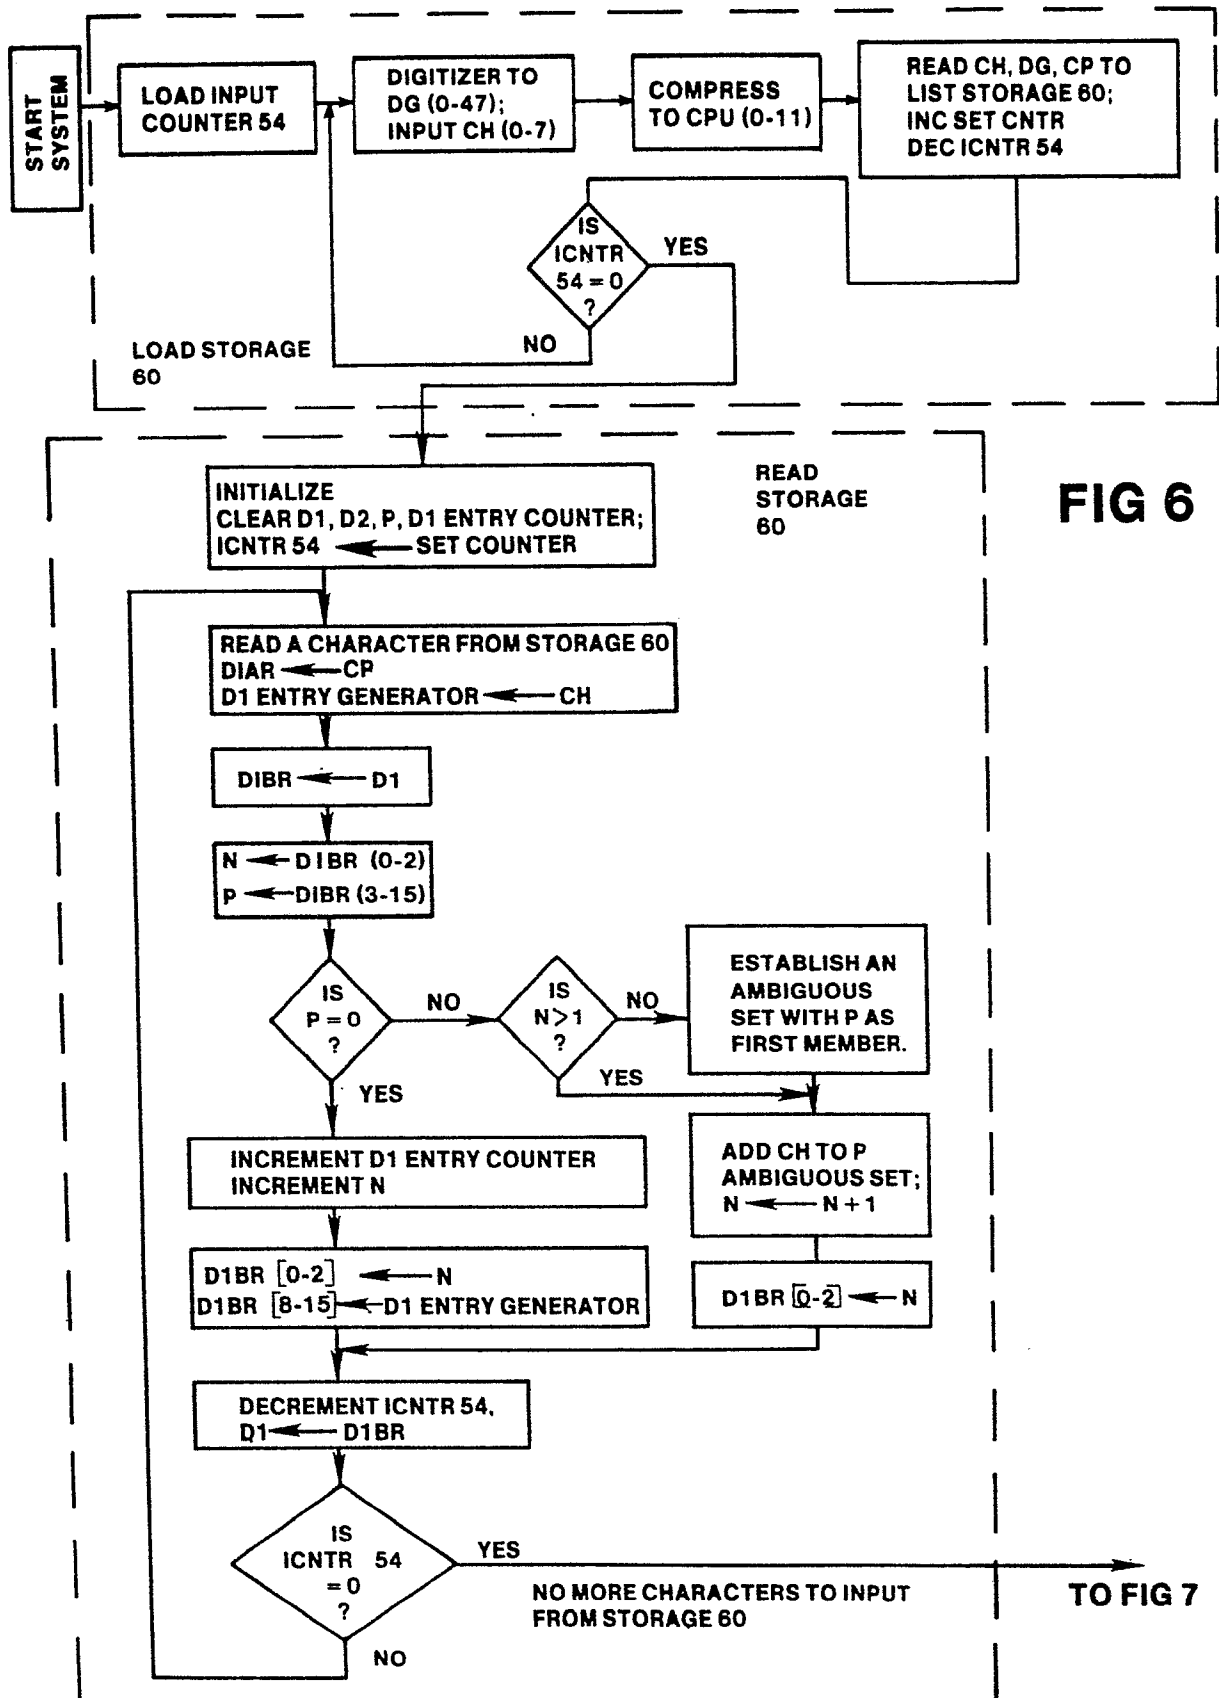 START
SYSTEM
LOAD INPUT
COUNTER 54
DIGITIZER TO
DG (0-47);
INPUT CH (0-7)
COMPRESS
TO CPU (0-11)
READ CH, DG, CP TO
LIST STORAGE 60;
INC SET CNTR
DEC ICNTR 54
IS
ICNTR
54 = 0
?
YES
NO
LOAD STORAGE
60
READ
STORAGE
60
FIG 6
INITIALIZE
CLEAR D1, D2, P, D1 ENTRY COUNTER;
ICNTR 54 ← SET COUNTER
READ A CHARACTER FROM STORAGE 60
DIAR ← CP
D1 ENTRY GENERATOR ← CH
DIBR ← D1
N ← DIBR (0-2)
P ← DIBR (3-15)
IS
P = 0
?
NO
YES
IS
N > 1
?
NO
YES
ESTABLISH AN
AMBIGUOUS
SET WITH P AS
FIRST MEMBER.
INCREMENT D1 ENTRY COUNTER
INCREMENT N
ADD CH TO P
AMBIGUOUS SET;
N ← N + 1
D1BR [0-2] ← N
D1BR [8-15] ← D1 ENTRY GENERATOR
D1BR [0-2] ← N
DECREMENT ICNTR 54,
D1 ← D1BR
IS
ICNTR 54
= 0
?
YES
NO
NO MORE CHARACTERS TO INPUT
FROM STORAGE 60
TO FIG 7